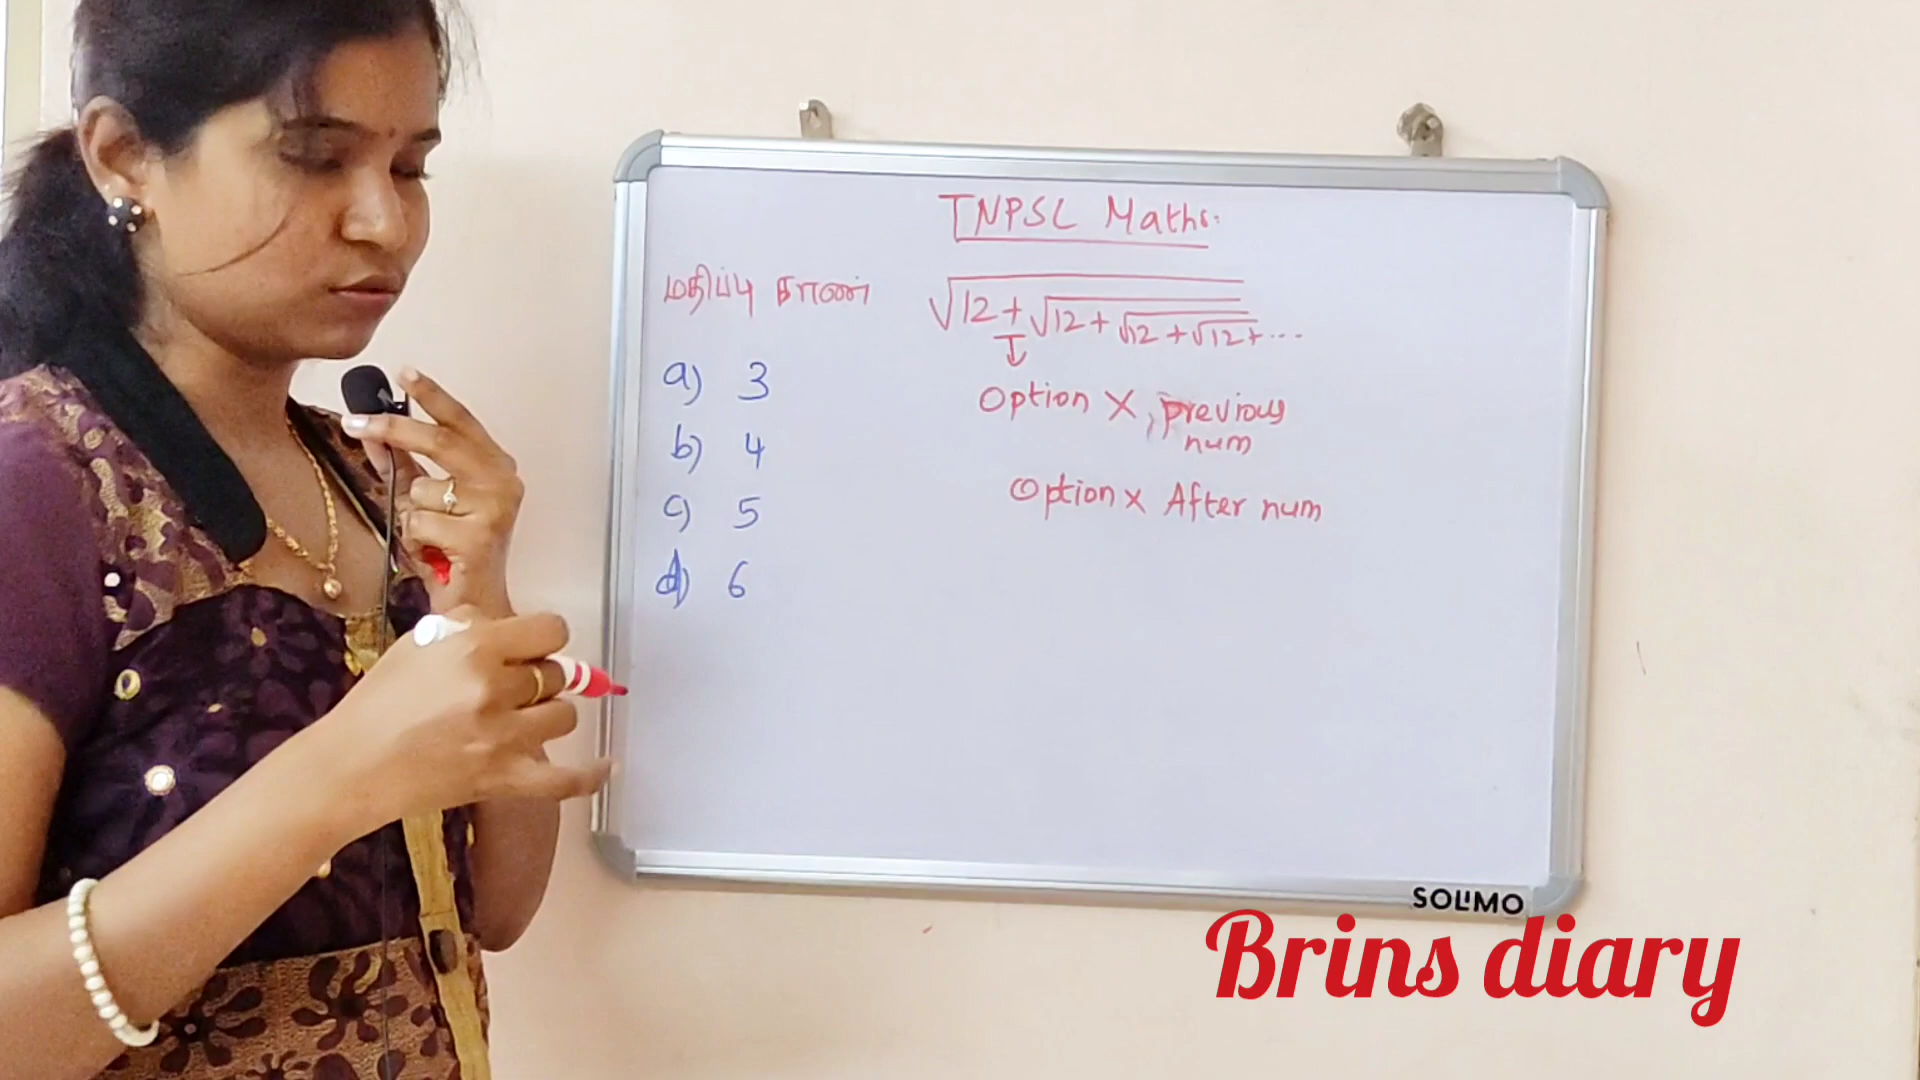 TNPSC Maths:
மதிப்பு காண் √12 + √12 + √12 + √12 + ...
a) 3
Option X, previous
num
b) 4
Option x After num
c) 5
d) 6
SOLIMO
Brins diary